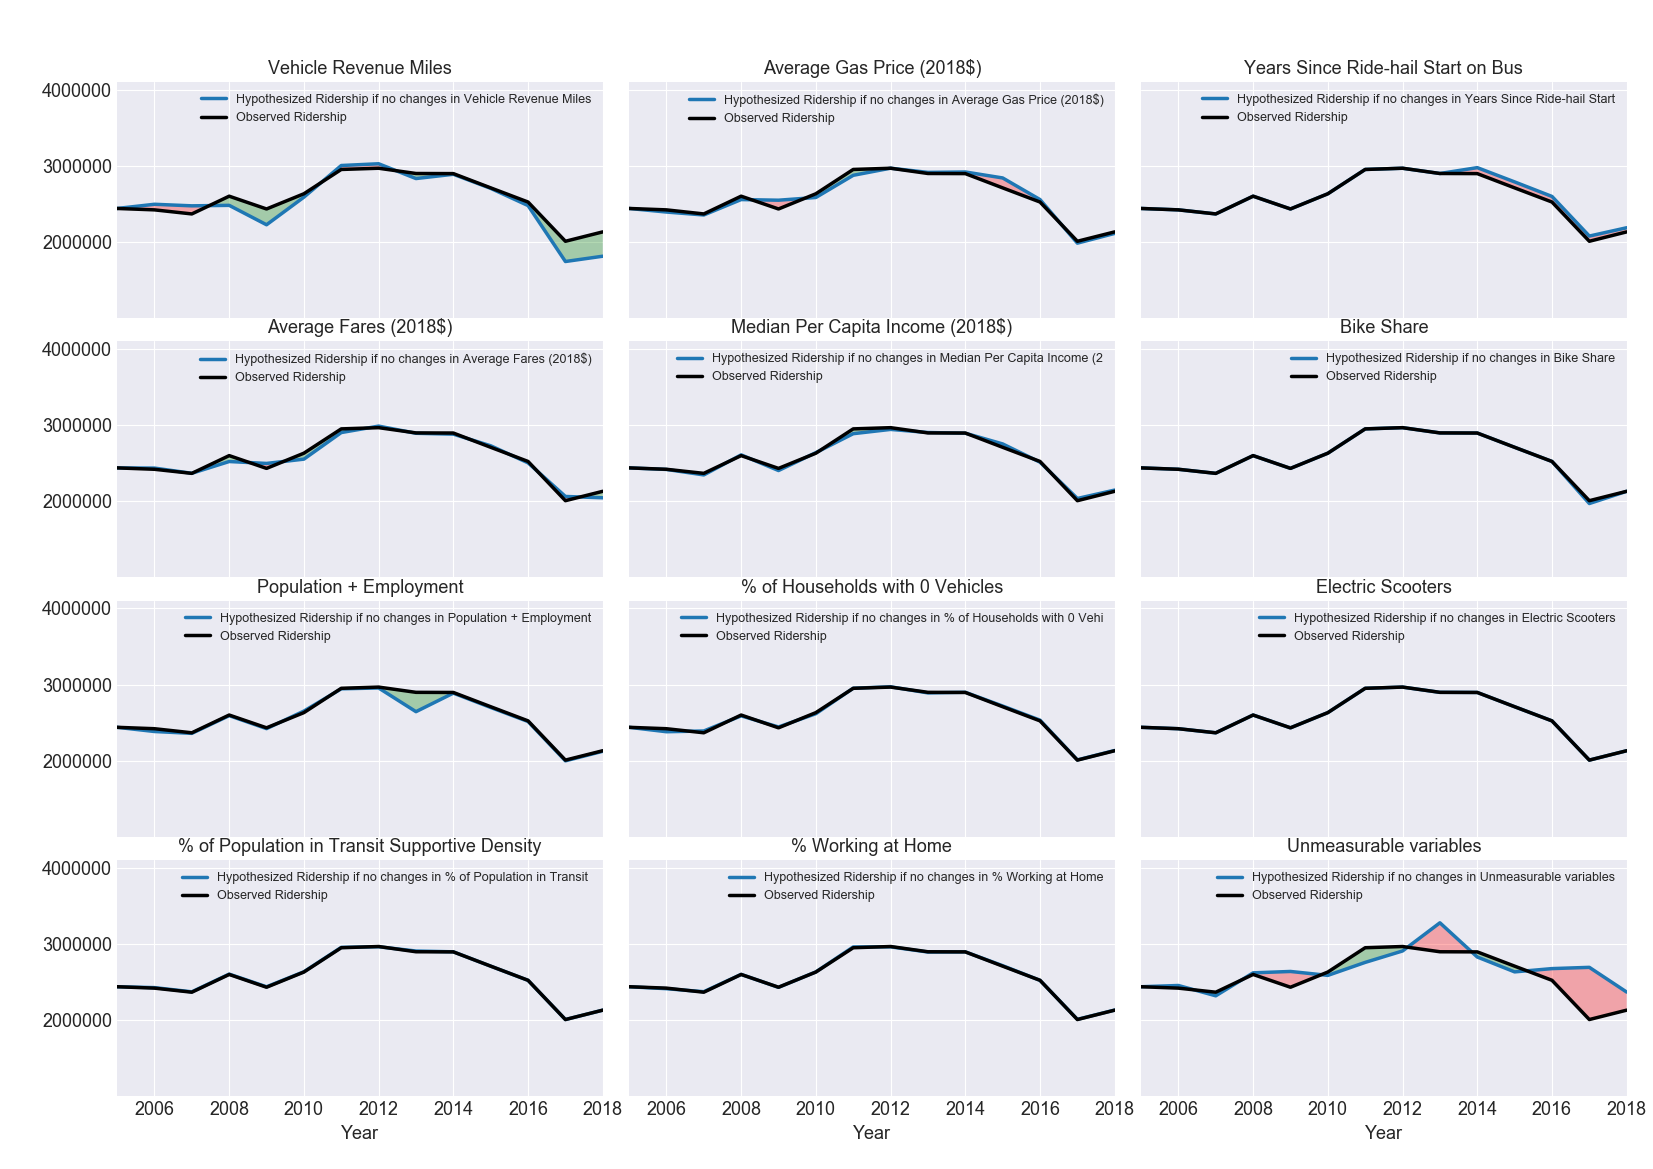 Vehicle Revenue Miles
4000000
3000000
2000000
Hypothesized Ridership if no changes in Vehicle Revenue Miles
Observed Ridership
Average Gas Price (2018$)
Hypothesized Ridership if no changes in Average Gas Price (2018$)
Observed Ridership
Years Since Ride-hail Start on Bus
Hypothesized Ridership if no changes in Years Since Ride-hail Start
Observed Ridership
Average Fares (2018$)
4000000
3000000
2000000
Hypothesized Ridership if no changes in Average Fares (2018$)
Observed Ridership
Median Per Capita Income (2018$)
Hypothesized Ridership if no changes in Median Per Capita Income (2
Observed Ridership
Bike Share
Hypothesized Ridership if no changes in Bike Share
Observed Ridership
Population + Employment
4000000
3000000
2000000
Hypothesized Ridership if no changes in Population + Employment
Observed Ridership
% of Households with 0 Vehicles
Hypothesized Ridership if no changes in % of Households with 0 Vehi
Observed Ridership
Electric Scooters
Hypothesized Ridership if no changes in Electric Scooters
Observed Ridership
% of Population in Transit Supportive Density
4000000
3000000
2000000
Hypothesized Ridership if no changes in % of Population in Transit
Observed Ridership
2006 2008 2010 2012 2014 2016 2018
Year
% Working at Home
Hypothesized Ridership if no changes in % Working at Home
Observed Ridership
2006 2008 2010 2012 2014 2016 2018
Year
Unmeasurable variables
Hypothesized Ridership if no changes in Unmeasurable variables
Observed Ridership
2006 2008 2010 2012 2014 2016 2018
Year